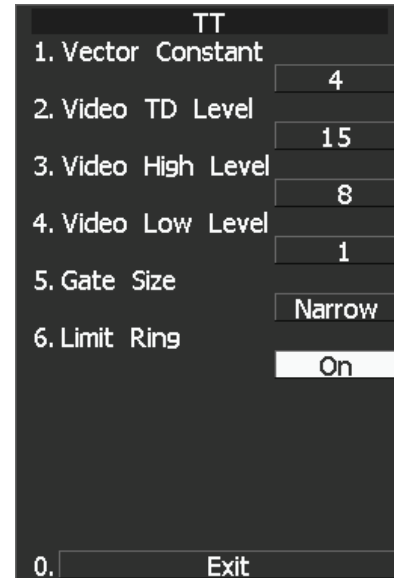 TT
1. Vector Constant
4
2. Video TD Level
15
3. Video High Level
8
4. Video Low Level
1
5. Gate Size
Narrow
6. Limit Ring
On
0. Exit